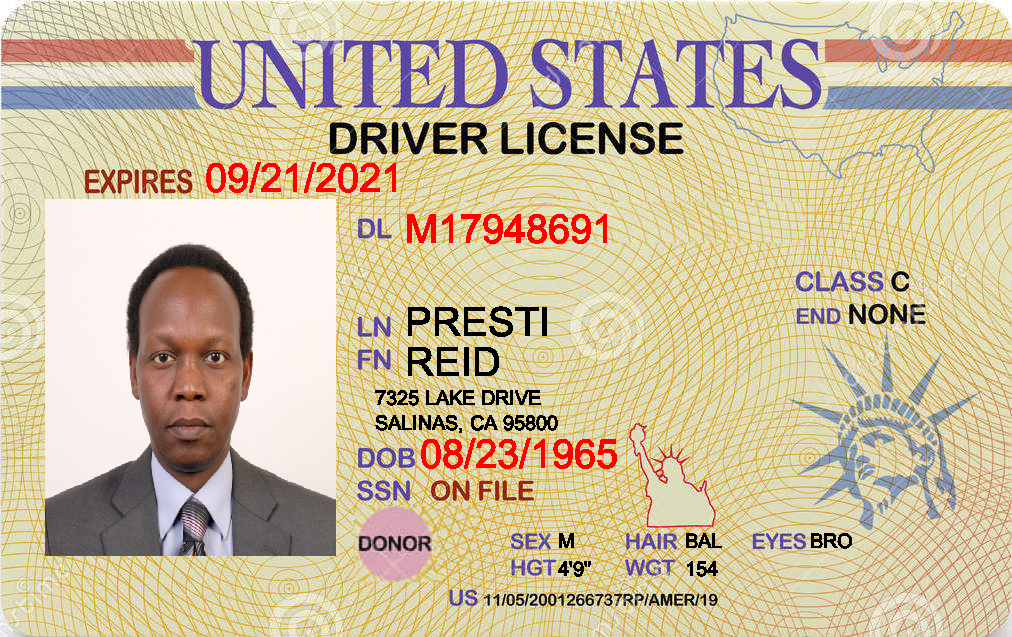 UNITED STATES
DRIVER LICENSE
EXPIRES 09/21/2021
DL M17948691
CLASS C
END NONE
LN PRESTI
FN REID
7325 LAKE DRIVE
SALINAS, CA 95800
DOB 08/23/1965
SSN ON FILE
DONOR
SEX M HAIR BAL EYES BRO
HGT 4'9" WGT 154
US 11/05/2001266737RP/AMER/19